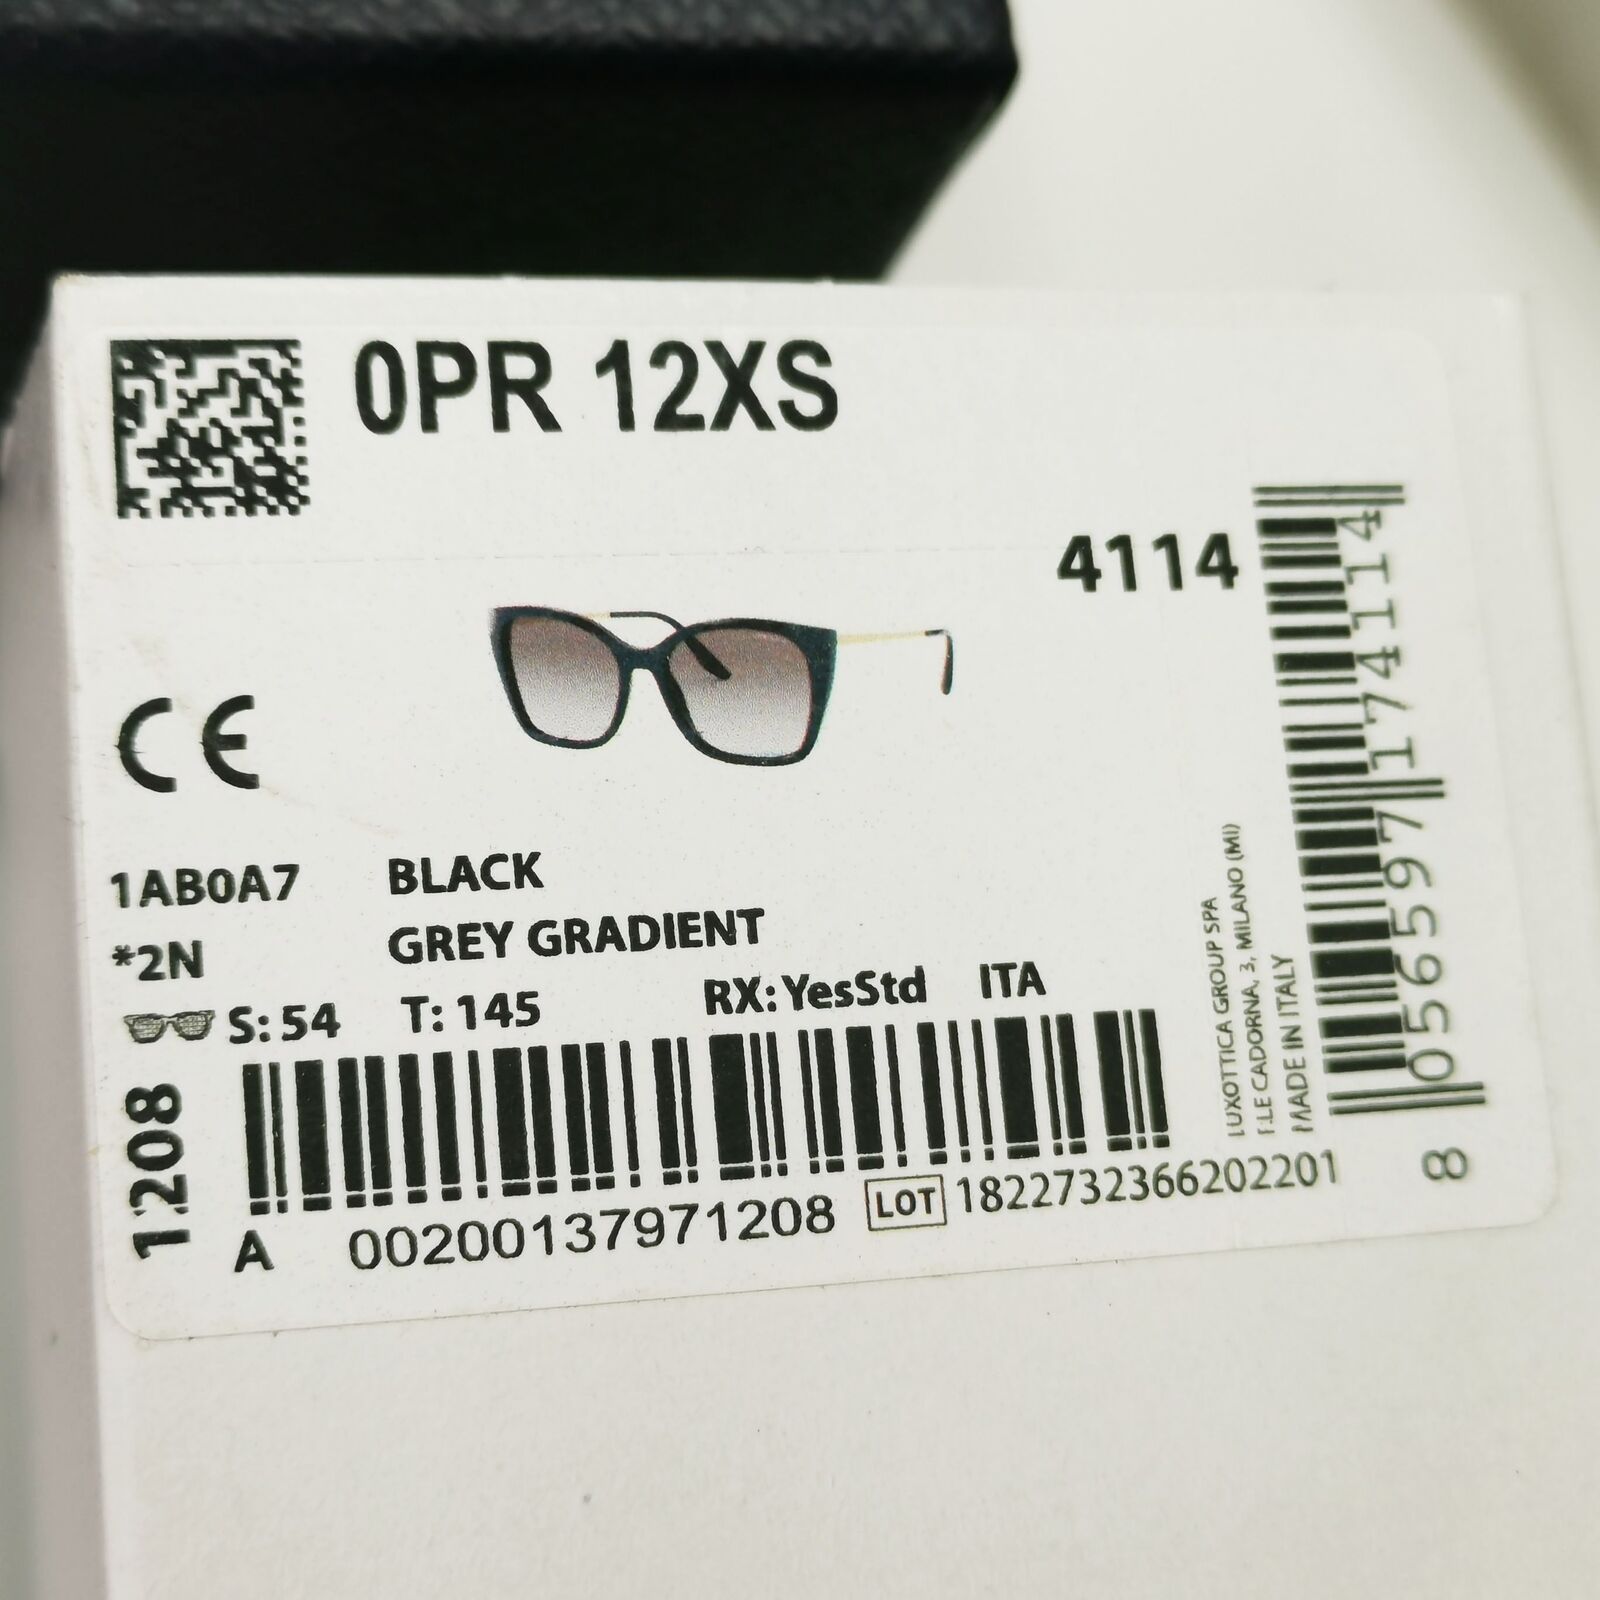 0PR 12XS
4114
CE
1AB0A7 BLACK
*2N GREY GRADIENT
S: 54 T: 145 RX: YesStd ITA
1208
A 00200137971208 LOT 1822732366202201
LUXOTTICA GROUP SPA
P.LE CADORNA, 3, MILANO (MI)
MADE IN ITALY
8 056597 174114